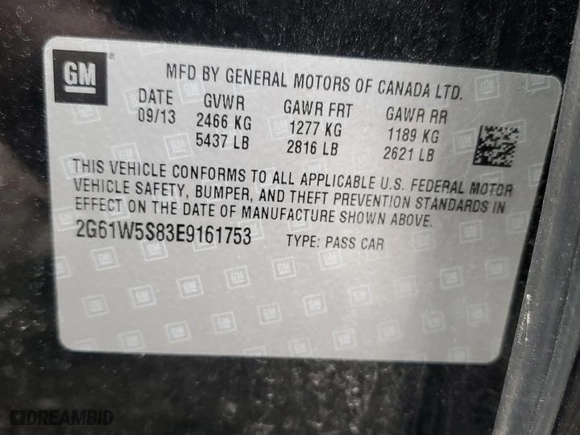 GM
MFD BY GENERAL MOTORS OF CANADA LTD.
DATE GVWR GAWR FRT GAWR RR
09/13 2466 KG 1277 KG 1189 KG
5437 LB 2816 LB 2621 LB
THIS VEHICLE CONFORMS TO ALL APPLICABLE U.S. FEDERAL MOTOR
VEHICLE SAFETY, BUMPER, AND THEFT PREVENTION STANDARDS IN
EFFECT ON THE DATE OF MANUFACTURE SHOWN ABOVE.
2G61W5S83E9161753 TYPE: PASS CAR
DREAMBID